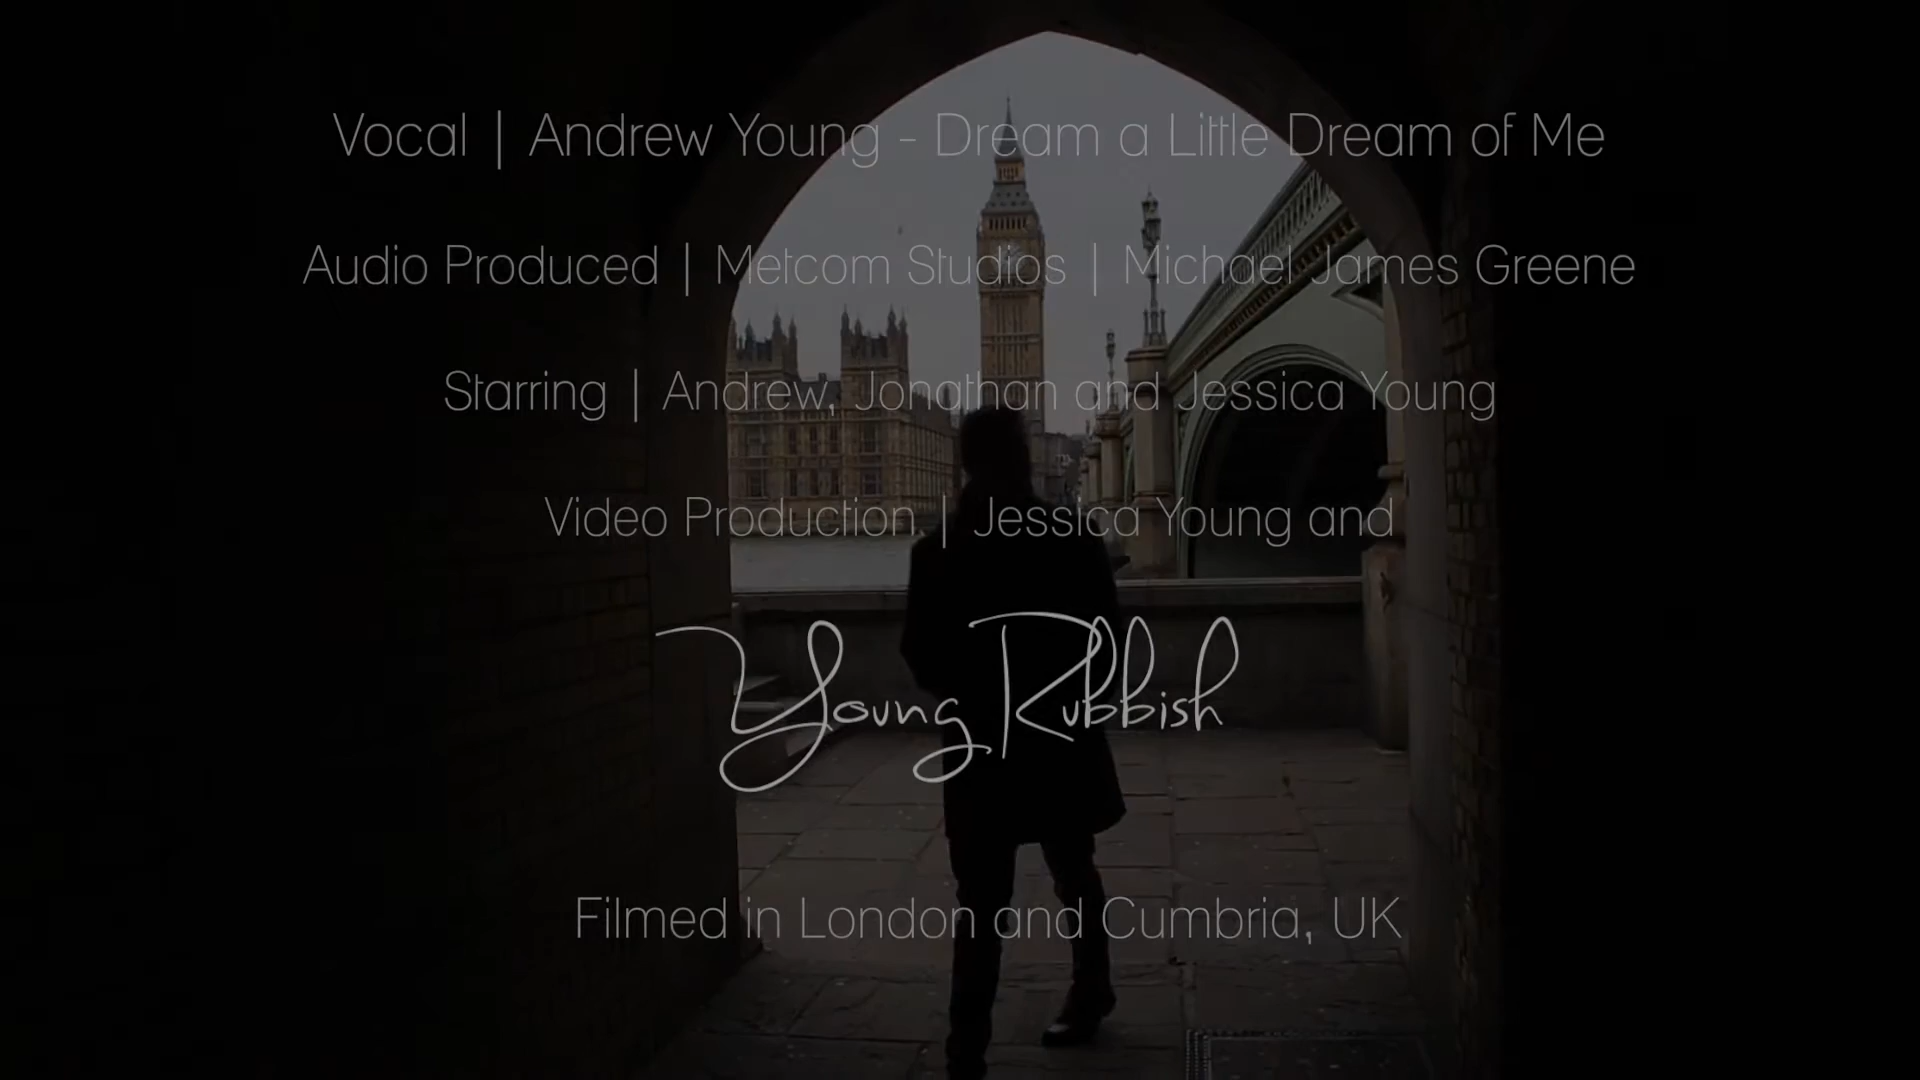 Vocal | Andrew Young - Dream a Little Dream of Me
Audio Produced | Metcom Studios | Michael James Greene
Starring | Andrew, Jonathan and Jessica Young
Video Production | Jessica Young and
Young Rubbish
Filmed in London and Cumbria, UK